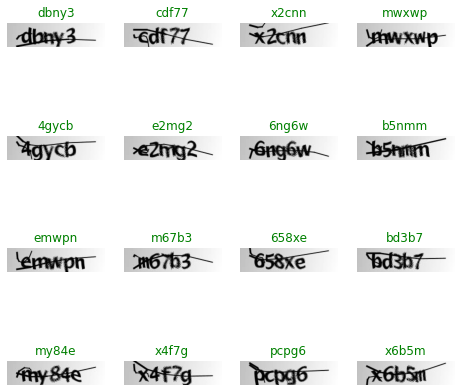 dbny3 cdf77 x2cnn mwxwp
dbny3 cdf77 x2cnn mwxwp
4gycb e2mg2 6ng6w b5nmm
4gycb e2mg2 6ng6w b5nmm
emwpn m67b3 658xe bd3b7
emwpn m67b3 658xe bd3b7
my84e x4f7g pcpg6 x6b5m
my84e x4f7g pcpg6 x6b5m